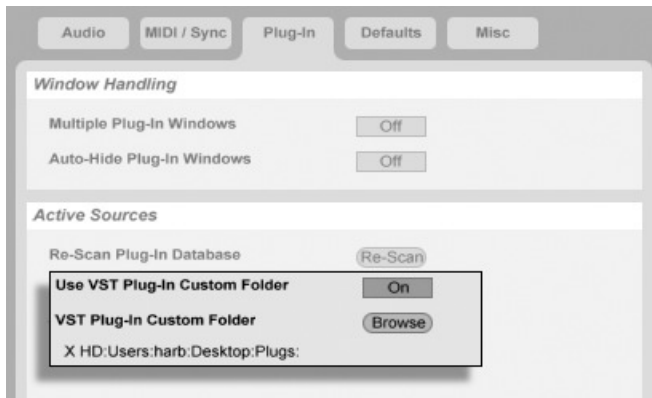 Audio MIDI / Sync Plug-In Defaults Misc
Window Handling
Multiple Plug-In Windows Off
Auto-Hide Plug-In Windows Off
Active Sources
Re-Scan Plug-In Database Re-Scan
Use VST Plug-In Custom Folder On
VST Plug-In Custom Folder Browse
X HD:Users:harb:Desktop:Plugs: